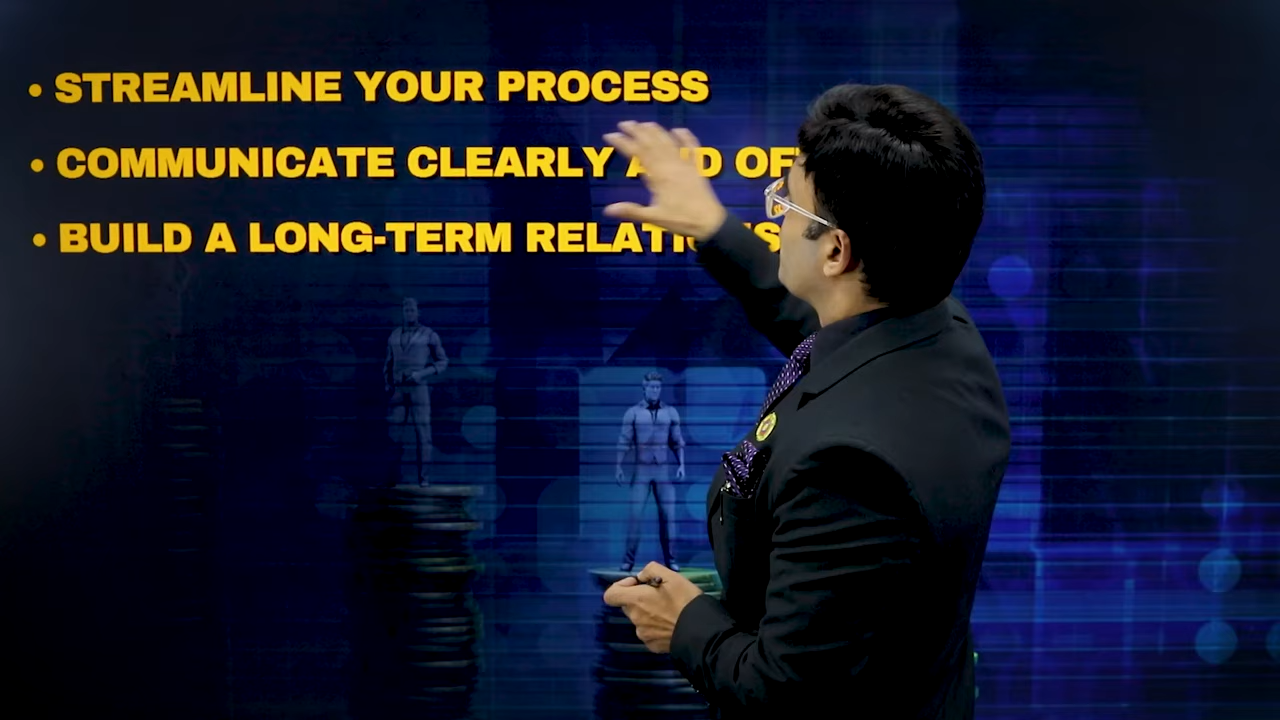 • STREAMLINE YOUR PROCESS
• COMMUNICATE CLEARLY
• BUILD A LONG-TERM